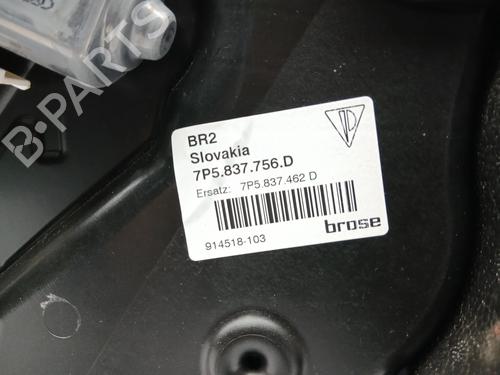 BR2
Slovakia
7P5.837.756.D
Ersatz: 7P5.837.462 D
914518-103
brose
B-PARTS